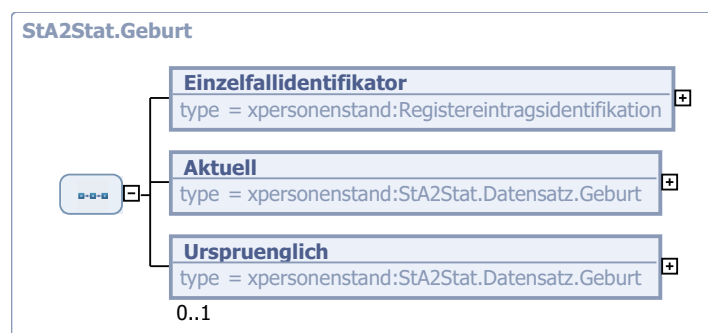 StA2Stat.Geburt
Einzelfallidentifikator
type = xpersonenstand:Registereintragsidentifikation
Aktuell
type = xpersonenstand:StA2Stat.Datensatz.Geburt
Urspruenglich
type = xpersonenstand:StA2Stat.Datensatz.Geburt
0..1